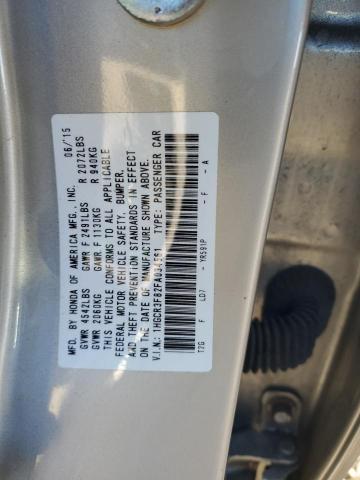 MFD. BY HONDA OF AMERICA MFG., INC. 06/15
GVWR 4542LBS GAWR F 2491LBS R 2072LBS
GVWR 2060KG GAWR F 1130KG R 940KG
THIS VEHICLE CONFORMS TO ALL APPLICABLE
FEDERAL MOTOR VEHICLE SAFETY, BUMPER,
AND THEFT PREVENTION STANDARDS IN EFFECT
ON THE DATE OF MANUFACTURE SHOWN ABOVE.
V.I.N.: TYPE: PASSENGER CAR
T2G F LD7 - YR591P - F - A